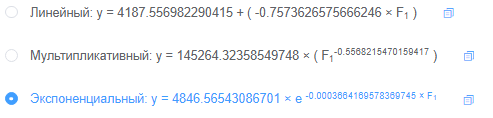 Линейный: y = 4187.556982290415 + ( -0.7573626575666246 × F₁ )
Мультипликативный: y = 145264.32358549748 × ( F₁^-0.5568215470159417 )
Экспоненциальный: y = 4846.56543086701 × e^-0.0003664169578369745 × F₁